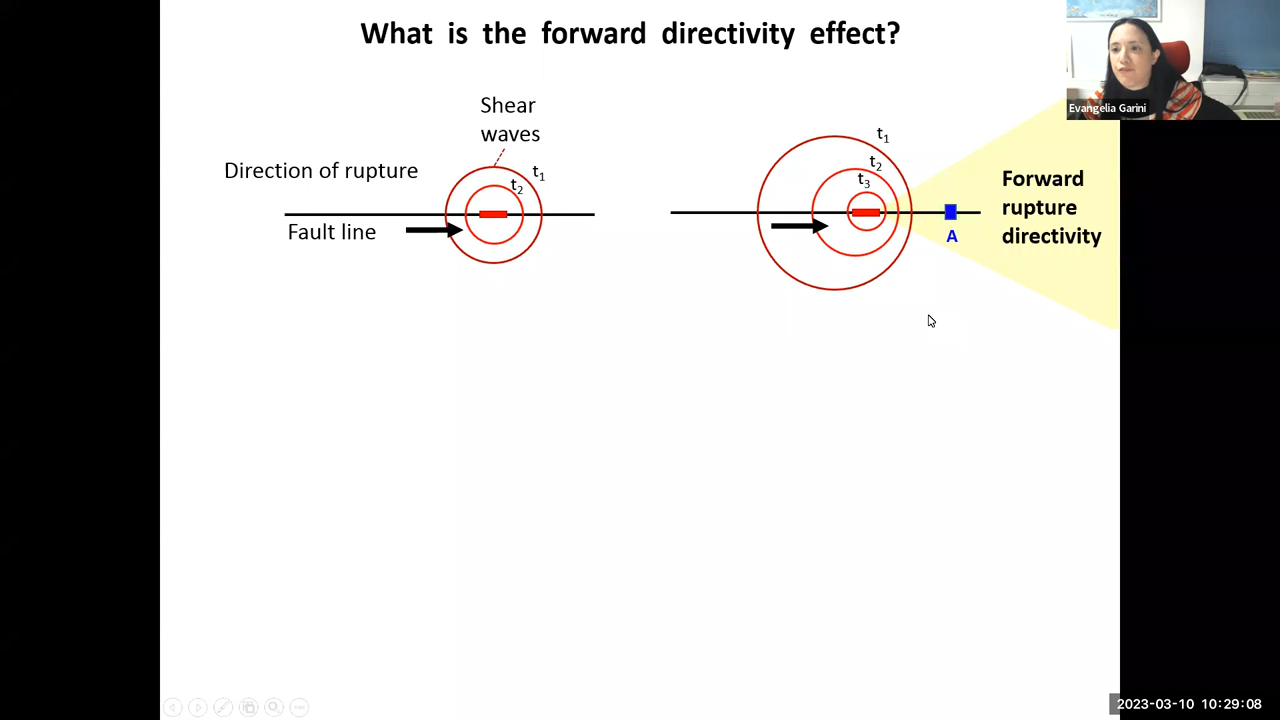 What is the forward directivity effect?
Evangelia Garini
Shear
waves
Direction of rupture
t1
t2
Fault line
t1
t2
t3
A
Forward
rupture
directivity
2023-03-10 10:29:08